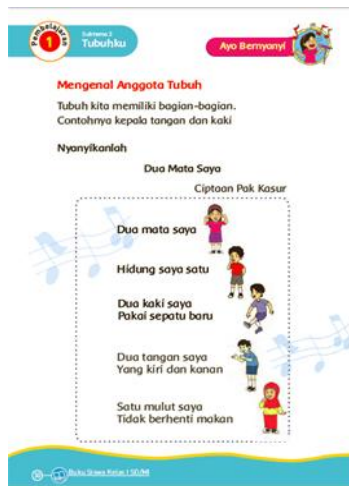 Pembelajaran
1
Subtema 2
Tubuhku
Ayo Bernyanyi
Mengenal Anggota Tubuh
Tubuh kita memiliki bagian-bagian.
Contohnya kepala tangan dan kaki
Nyanyikanlah
Dua Mata Saya
Ciptaan Pak Kasur
Dua mata saya
Hidung saya satu
Dua kaki saya
Pakai sepatu baru
Dua tangan saya
Yang kiri dan kanan
Satu mulut saya
Tidak berhenti makan
Buku Siswa Kelas I SD/MI